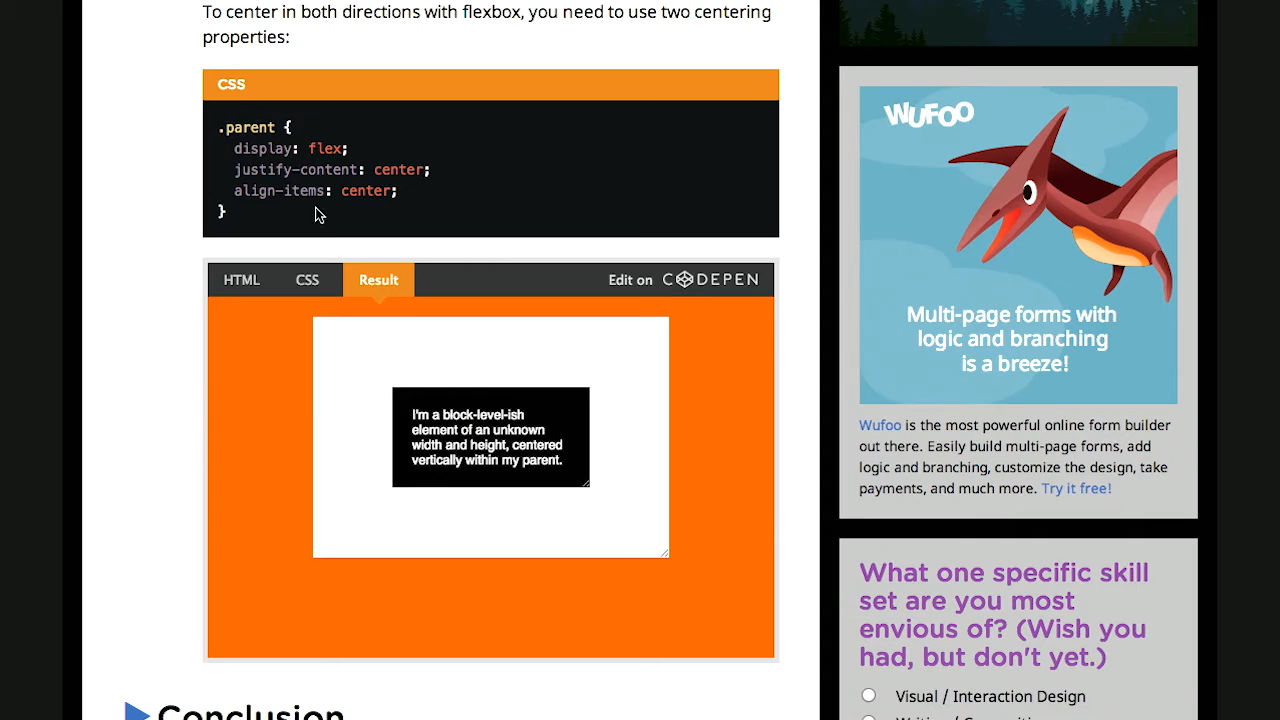 To center in both directions with flexbox, you need to use two centering
properties:
CSS
.parent {
display: flex;
justify-content: center;
align-items: center;
}
HTML CSS Result Edit on CODEPEN
I'm a block-level-ish
element of an unknown
width and height, centered
vertically within my parent.
Conclusion
WUFOO
Multi-page forms with
logic and branching
is a breeze!
Wufoo is the most powerful online form builder
out there. Easily build multi-page forms, add
logic and branching, customize the design, take
payments, and much more. Try it free!
What one specific skill
set are you most
envious of? (Wish you
had, but don't yet.)
Visual / Interaction Design